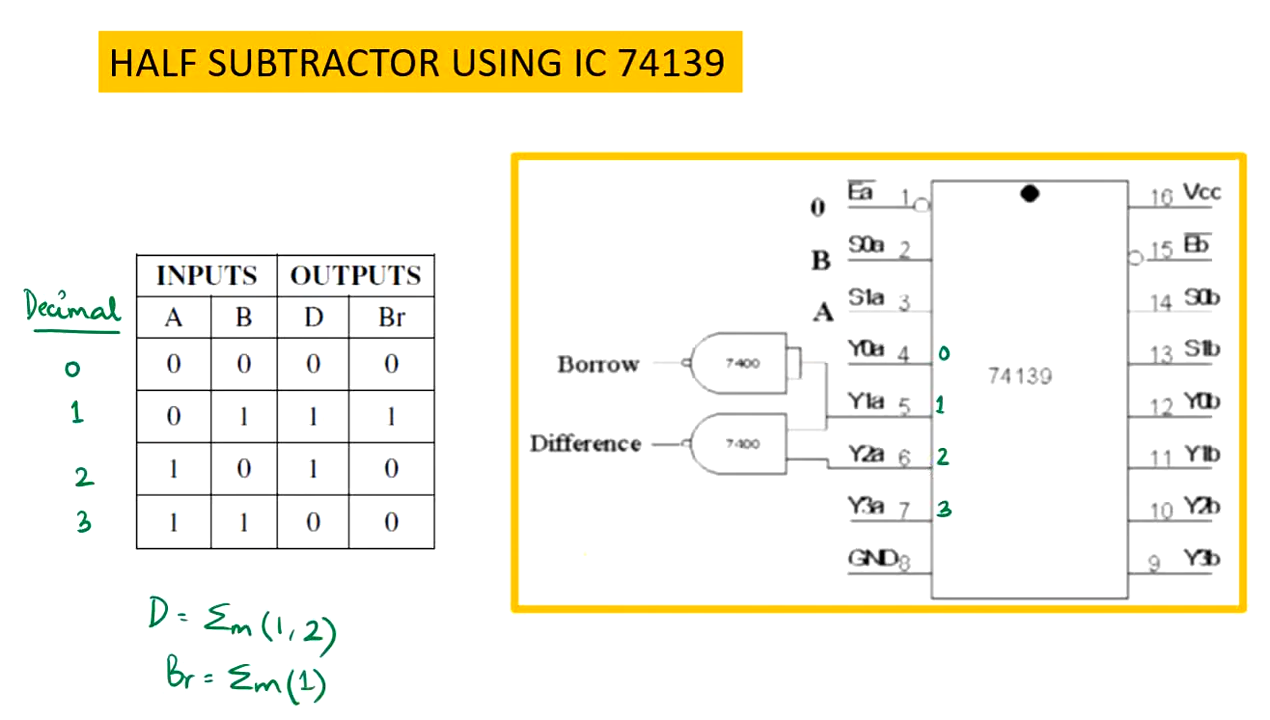 HALF SUBTRACTOR USING IC 74139
INPUTS OUTPUTS
Decimal A B D Br
0 0 0 0 0
1 0 1 1 1
2 1 0 1 0
3 1 1 0 0
D = Σm(1,2)
Br = Σm(1)
0 E̅a̅ 1 16 Vcc
B S0a 2 15 E̅b̅
A S1a 3 14 S0b
Borrow 7400 Y0a 4 0 13 S1b
74139
Y1a 5 1 12 Y0b
Difference 7400 Y2a 6 2 11 Y1b
Y3a 7 3 10 Y2b
GND 8 9 Y3b